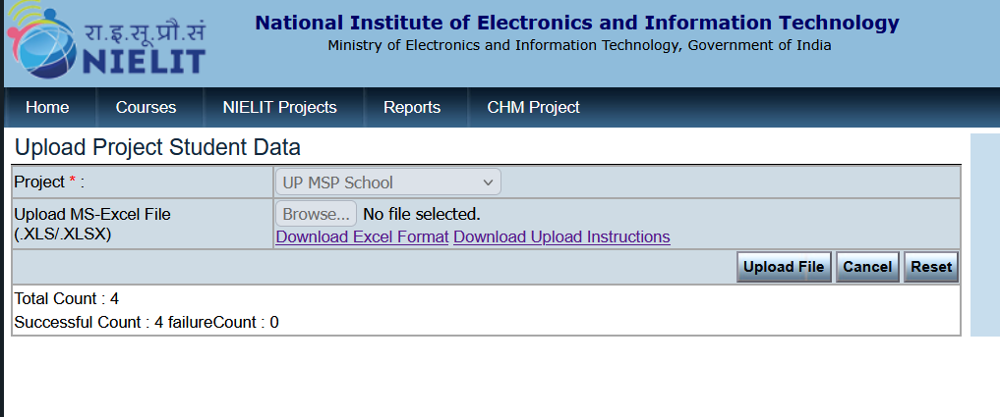 रा.इ.सू.प्रौ.सं
NIELIT
National Institute of Electronics and Information Technology
Ministry of Electronics and Information Technology, Government of India
Home Courses NIELIT Projects Reports CHM Project
Upload Project Student Data
Project * : UP MSP School
Upload MS-Excel File
(.XLS/.XLSX)
Browse... No file selected.
Download Excel Format Download Upload Instructions
Upload File Cancel Reset
Total Count : 4
Successful Count : 4 failureCount : 0